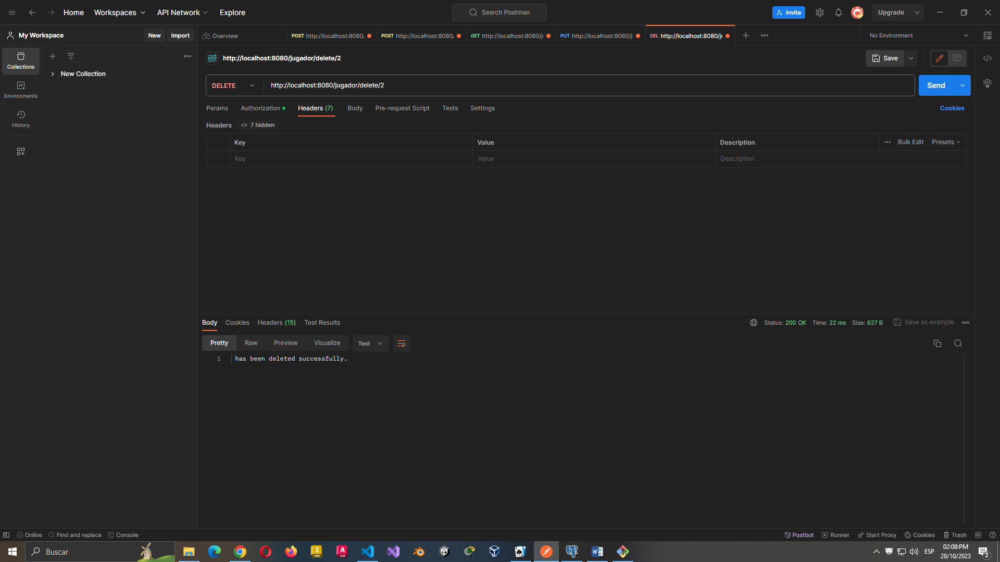 Home Workspaces API Network Explore Search Postman Invite Upgrade
My Workspace New Import Overview POST http://localhost:8080/ POST http://localhost:8080/ GET http://localhost:8080/j PUT http://localhost:8080/j DEL http://localhost:8080/ju No Environment
Collections
Environments
History
New Collection
HTTP http://localhost:8080/jugador/delete/2 Save
DELETE http://localhost:8080/jugador/delete/2 Send
Params Authorization Headers (7) Body Pre-request Script Tests Settings Cookies
Headers 7 hidden
Key Value Description Bulk Edit Presets
Key Value Description
Body Cookies Headers (15) Test Results Status: 200 OK Time: 22 ms Size: 627 B Save as example
Pretty Raw Preview Visualize Text
1 has been deleted successfully.
Online Find and replace Console Postbot Runner Start Proxy Cookies Trash
Buscar ESP 02:08:PM
28/10/2023 2